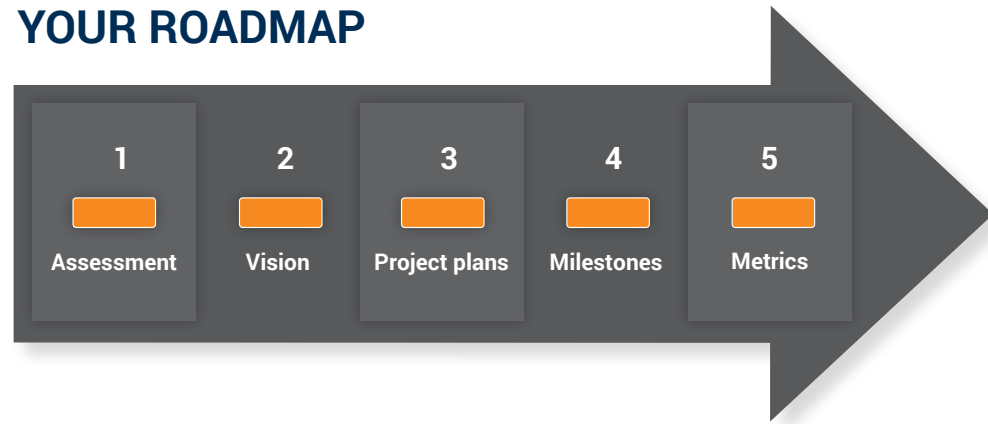 YOUR ROADMAP
1
2
3
4
5
Assessment
Vision
Project plans
Milestones
Metrics